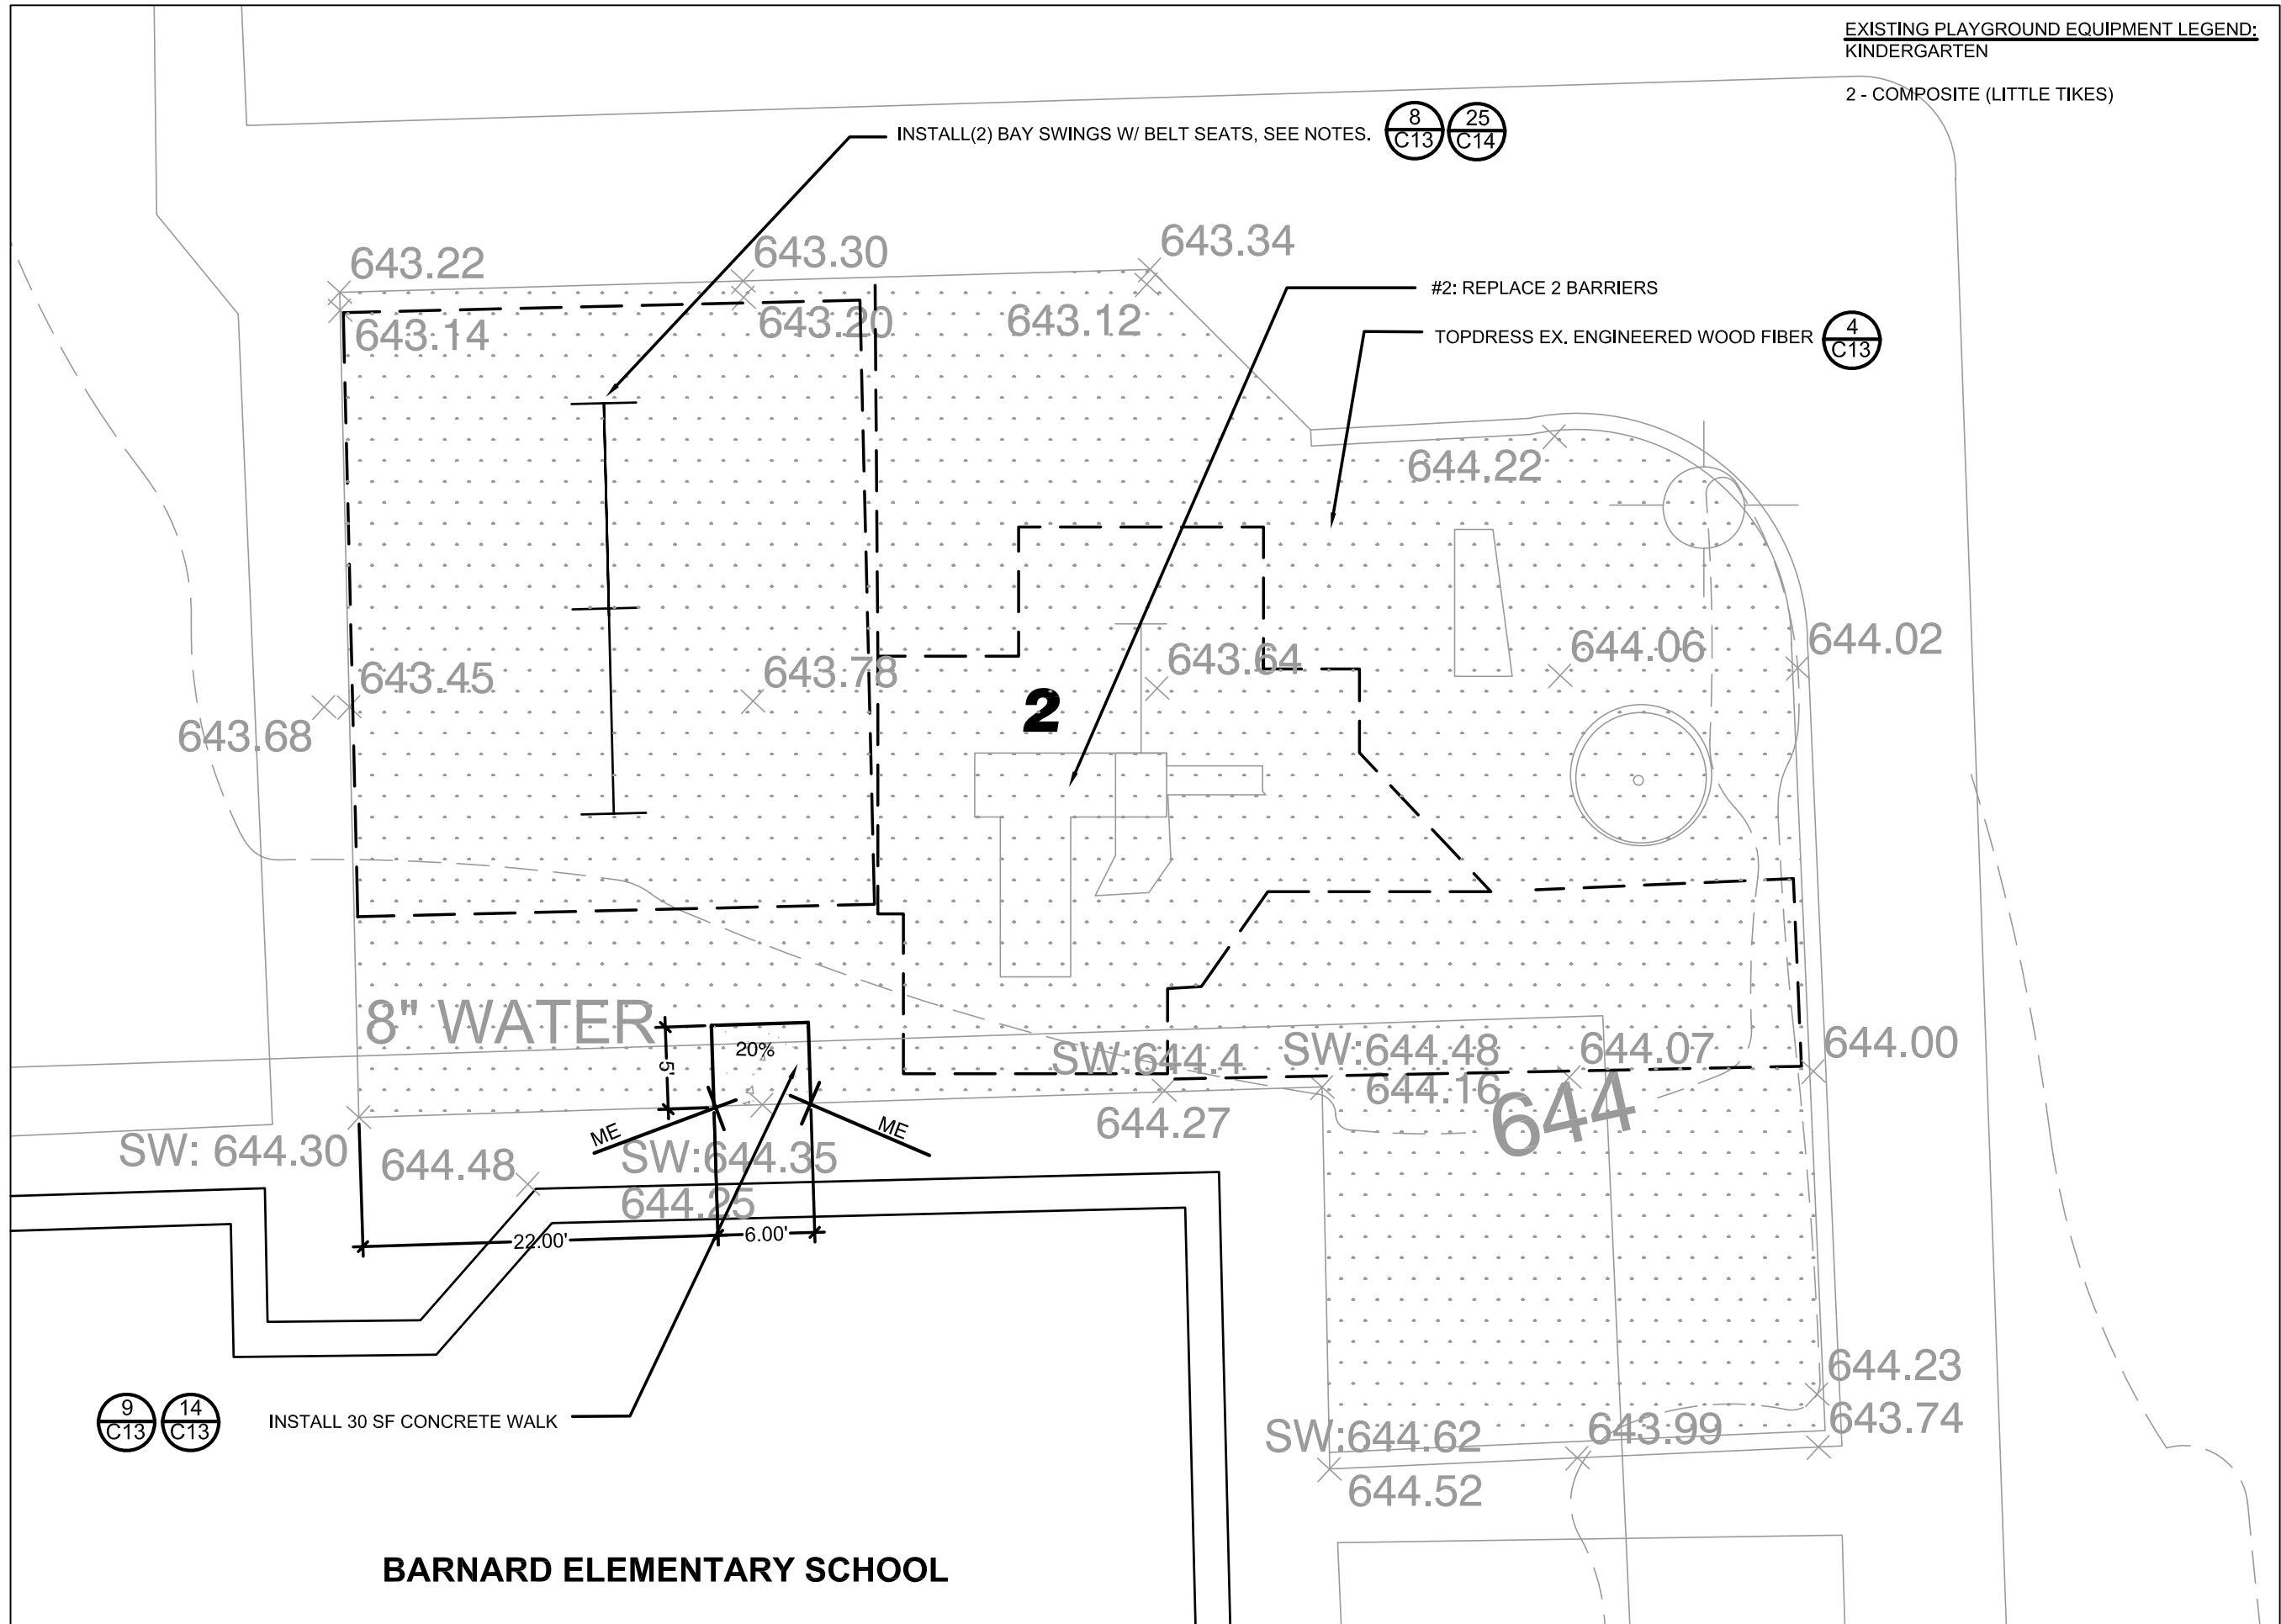 EXISTING PLAYGROUND EQUIPMENT LEGEND:
KINDERGARTEN
2 - COMPOSITE (LITTLE TIKES)
INSTALL(2) BAY SWINGS W/ BELT SEATS, SEE NOTES.
8
C13
25
C14
643.22
643.30
643.34
#2: REPLACE 2 BARRIERS
643.14
643.20
643.12
TOPDRESS EX. ENGINEERED WOOD FIBER
4
C13
644.22
643.45
643.78
643.64
644.06
644.02
2
643.68
8" WATER
20%
5'
SW:644.4
SW:644.48
644.07
644.00
644.16
644
644.27
ME
ME
SW: 644.30
644.48
SW:644.35
644.25
22.00'
6.00'
644.23
643.74
9
C13
14
C13
INSTALL 30 SF CONCRETE WALK
SW:644.62
643.99
644.52
BARNARD ELEMENTARY SCHOOL